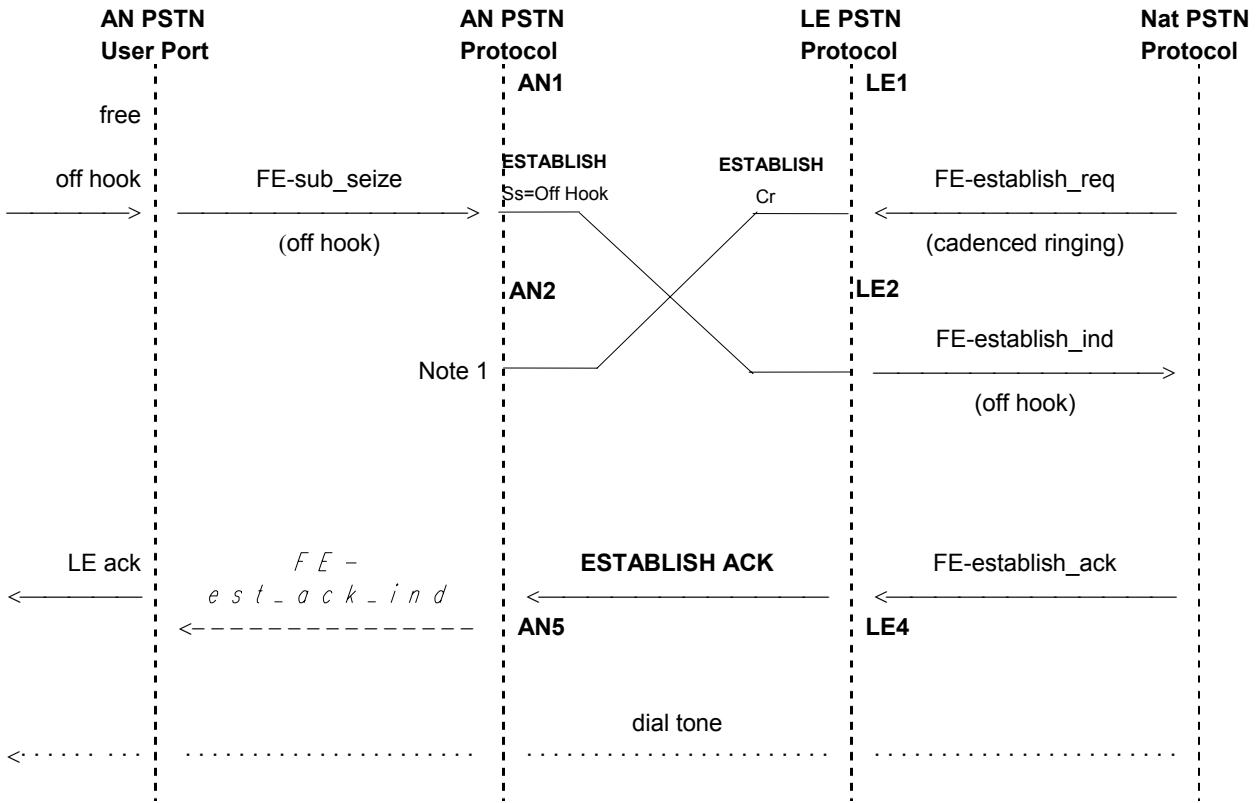 AN PSTN User Port
AN PSTN Protocol
LE PSTN Protocol
Nat PSTN Protocol
AN1
LE1
free
off hook
FE-sub_seize
(off hook)
ESTABLISH
Ss=Off Hook
ESTABLISH
Cr
FE-establish_req
(cadenced ringing)
AN2
LE2
Note 1
FE-establish_ind
(off hook)
LE ack
FE-
est_ack_ind
ESTABLISH ACK
FE-establish_ack
AN5
LE4
dial tone